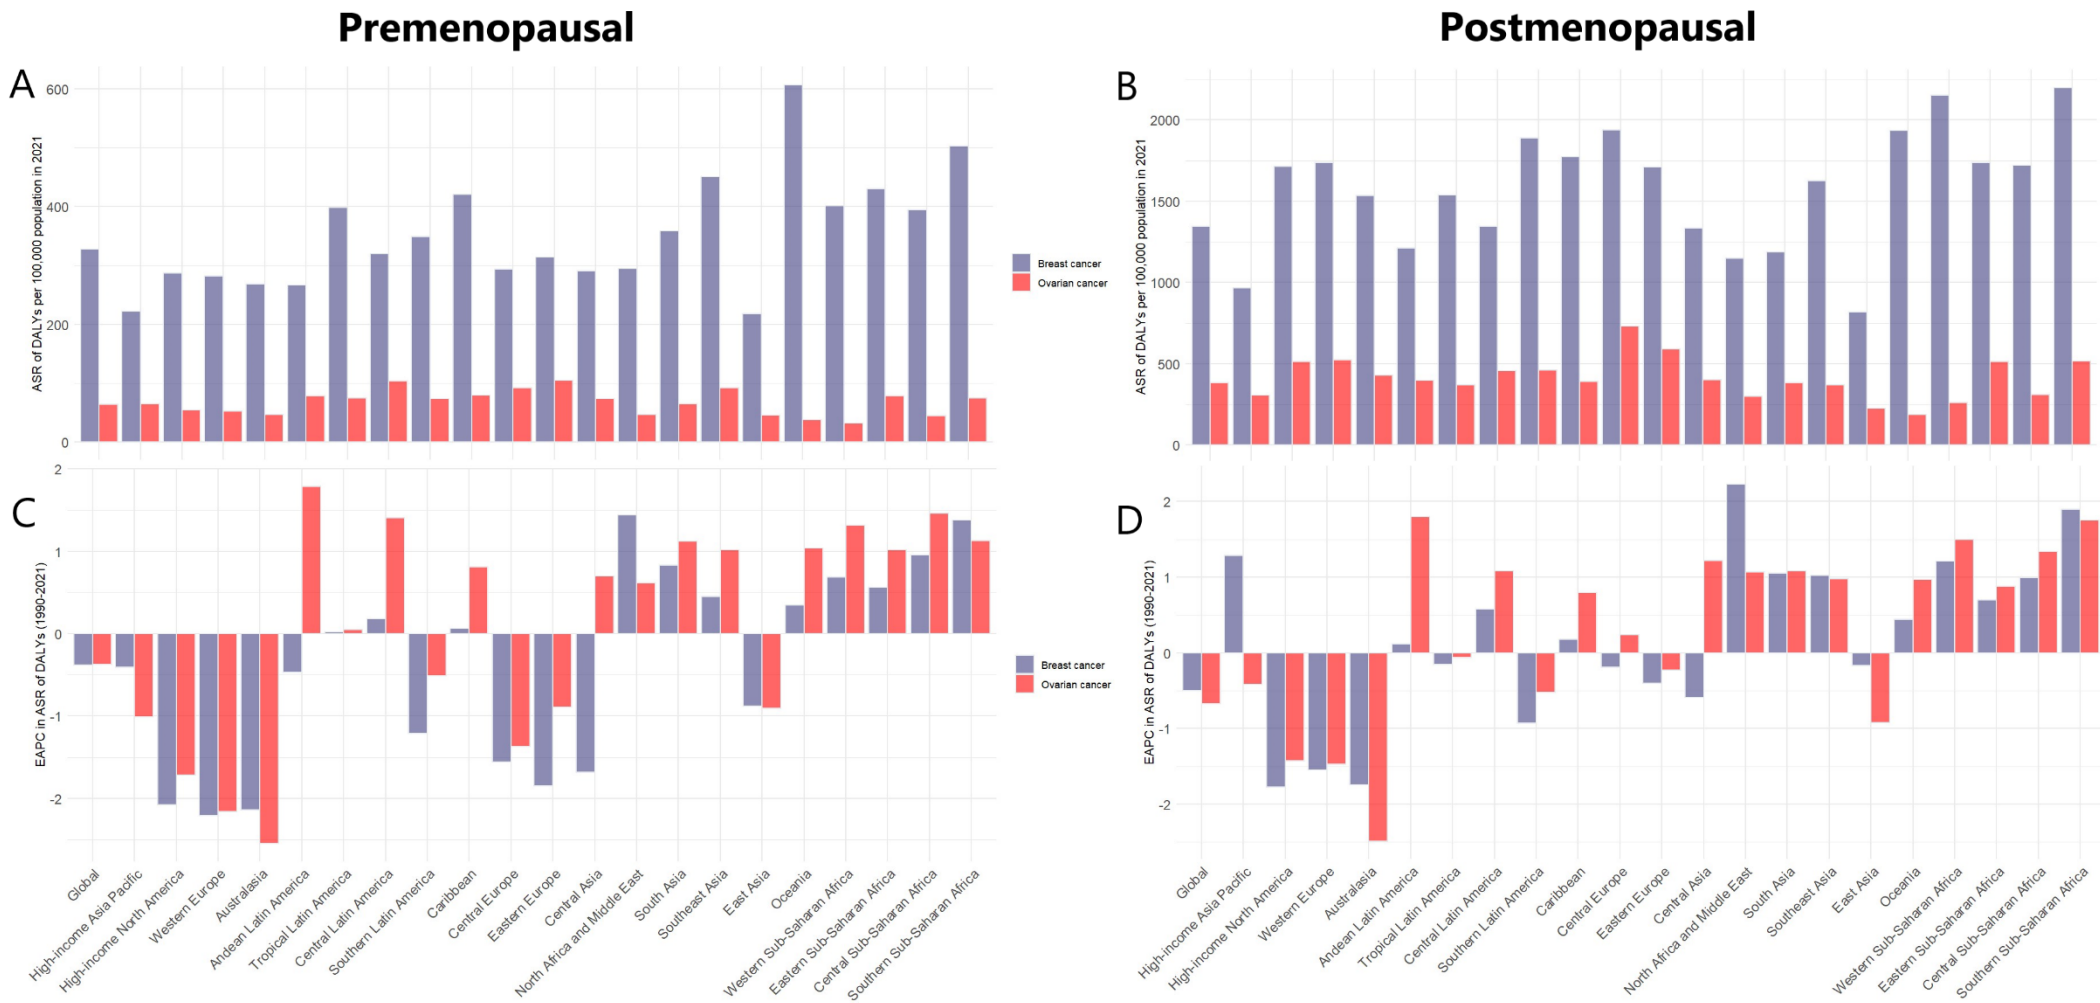 Premenopausal
Postmenopausal
A
ASR of DALYs per 100,000 population in 2021
600
400
200
0
Breast cancer
Ovarian cancer
B
ASR of DALYs per 100,000 population in 2021
2000
1500
1000
500
0
C
EAPC in ASR of DALYs (1990-2021)
2
1
0
-1
-2
Breast cancer
Ovarian cancer
D
EAPC in ASR of DALYs (1990-2021)
2
1
0
-1
-2
Global
High-income Asia Pacific
High-income North America
Western Europe
Australasia
Andean Latin America
Tropical Latin America
Central Latin America
Southern Latin America
Caribbean
Central Europe
Eastern Europe
Central Asia
North Africa and Middle East
South Asia
Southeast Asia
East Asia
Oceania
Western Sub-Saharan Africa
Eastern Sub-Saharan Africa
Central Sub-Saharan Africa
Southern Sub-Saharan Africa
Global
High-income Asia Pacific
High-income North America
Western Europe
Australasia
Andean Latin America
Tropical Latin America
Central Latin America
Southern Latin America
Caribbean
Central Europe
Eastern Europe
Central Asia
North Africa and Middle East
South Asia
Southeast Asia
East Asia
Oceania
Western Sub-Saharan Africa
Eastern Sub-Saharan Africa
Central Sub-Saharan Africa
Southern Sub-Saharan Africa